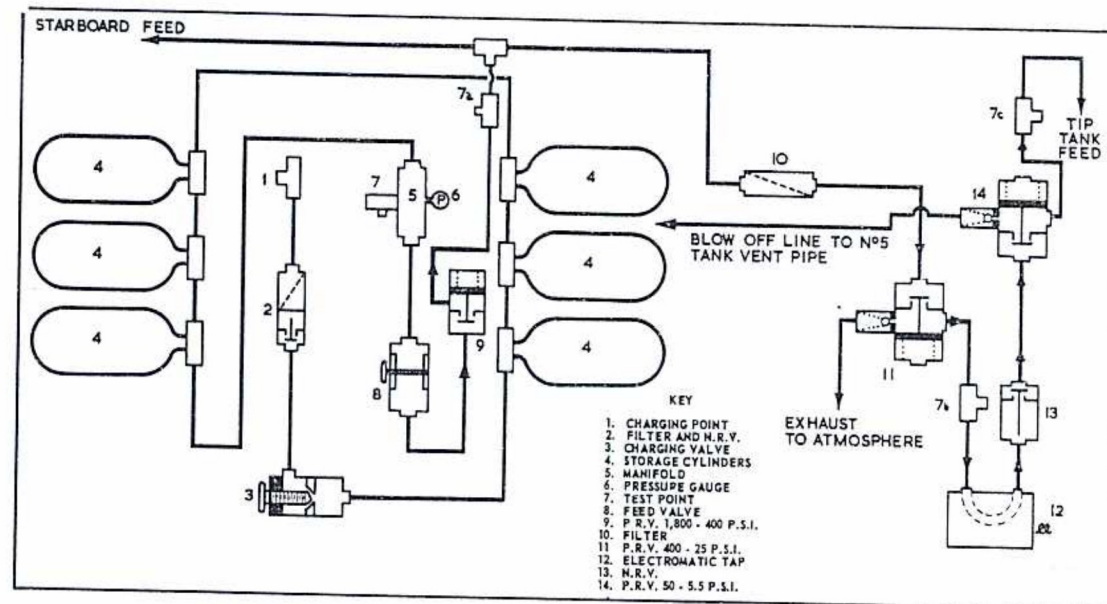 STARBOARD FEED
7a
7c
TIP
TANK
FEED
4
1
7
5
6
P
4
10
14
BLOW OFF LINE TO Nº5
TANK VENT PIPE
4
2
4
9
4
8
4
11
EXHAUST
TO ATMOSPHERE
7b
13
3
12
KEY
1. CHARGING POINT
2. FILTER AND N.R.V.
3. CHARGING VALVE
4. STORAGE CYLINDERS
5. MANIFOLD
6. PRESSURE GAUGE
7. TEST POINT
8. FEED VALVE
9. P R.V. 1,800 - 400 P.S.I.
10. FILTER
11 P.R.V. 400 - 25 P.S.I.
12. ELECTROMATIC TAP
13. N.R.V.
14. P.R.V. 50 - 5.5 P.S.I.